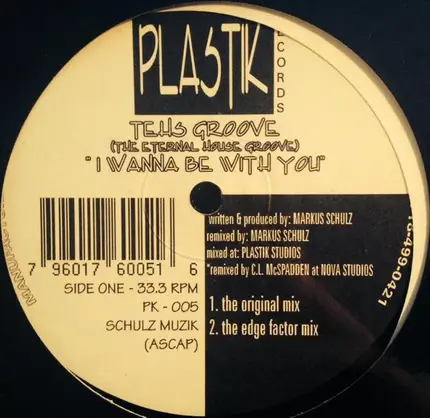 PLASTIK
RECORDS
TEHS GROOVE
(THE ETERNAL HOUSE GROOVE)
"I WANNA BE WITH YOU"
written & produced by: MARKUS SCHULZ
remixed by: MARKUS SCHULZ
mixed at: PLASTIK STUDIOS
*remixed by C.L. McSPADDEN at NOVA STUDIOS
7 96017 60051 6
SIDE ONE - 33.3 RPM
PK - 005
SCHULZ MUZIK
(ASCAP)
1. the original mix
2. the edge factor mix
-499-0421